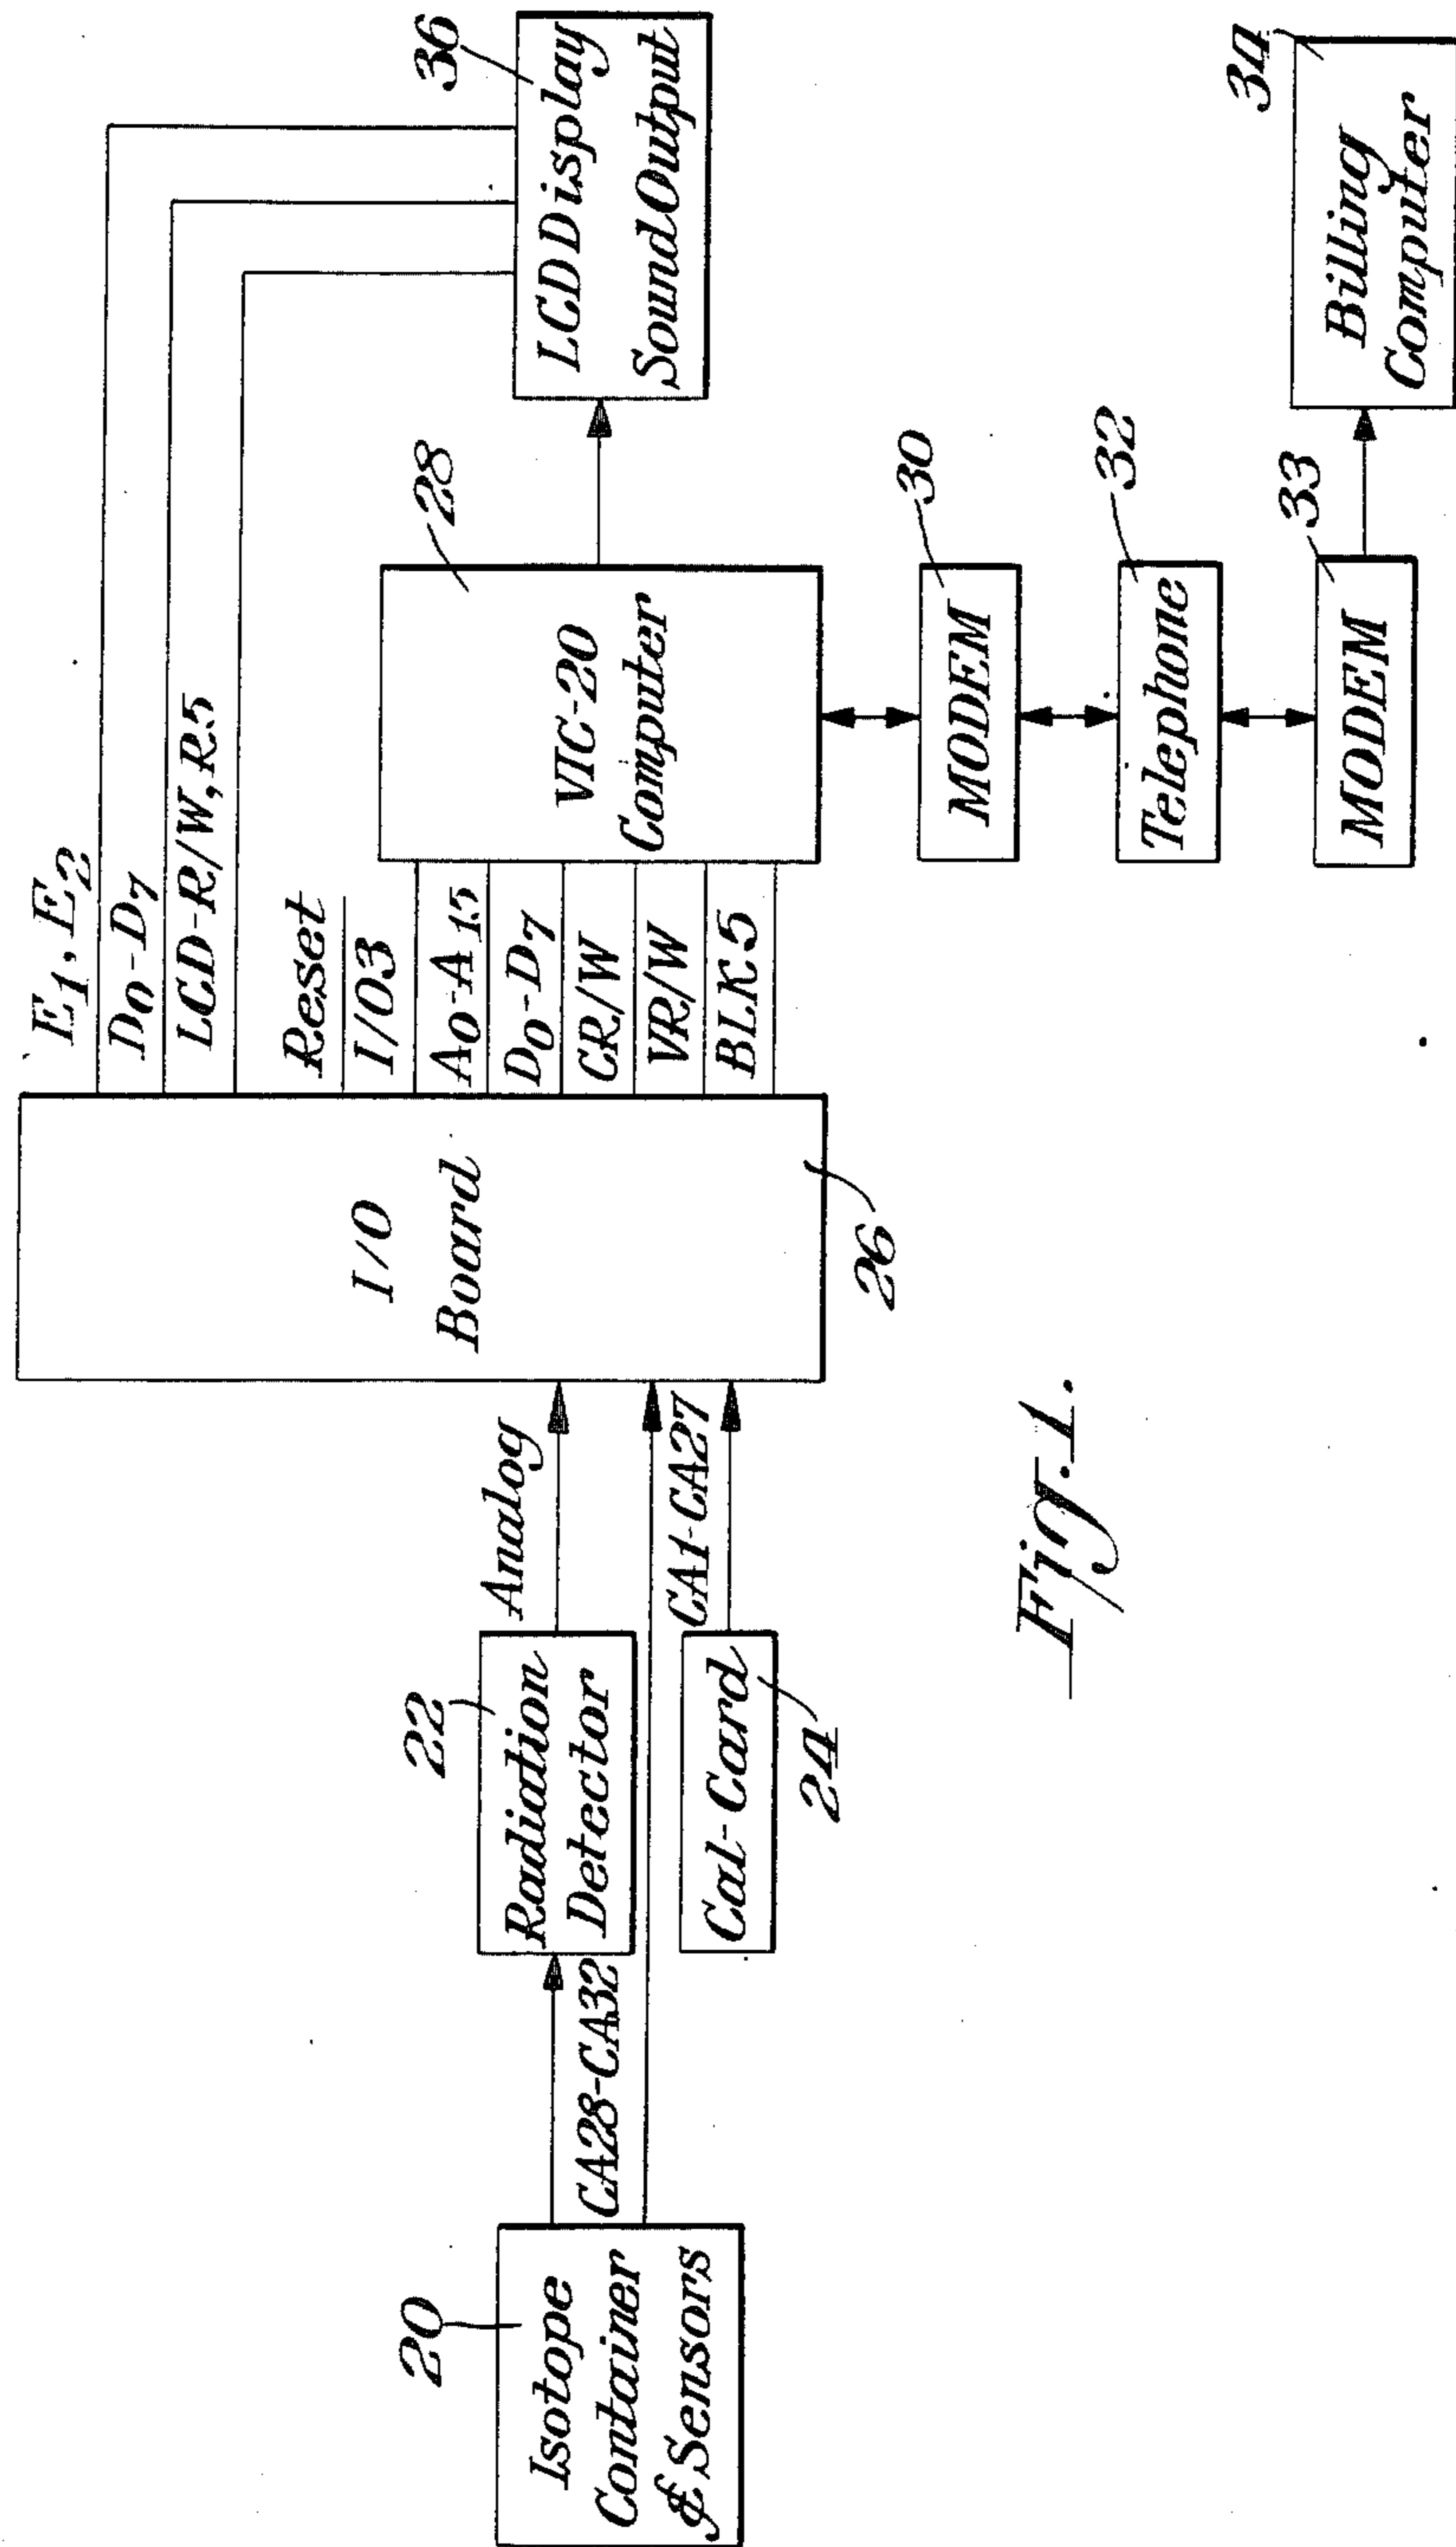 20
Isotope
Container
& Sensors
CA28-CA32
22
Radiation
Detector
Analog
Cal-Card
24
CA1-CA27
I/O
Board
26
E1, E2
D0-D7
LCD-R/W, R5
Reset
I/03
A0-A15
D0-D7
CR/W
VR/W
BLK5
28
VIC-20
Computer
36
LCD Display
Sound Output
MODEM
30
Telephone
32
MODEM
33
Billing
Computer
34
Fig. 1.